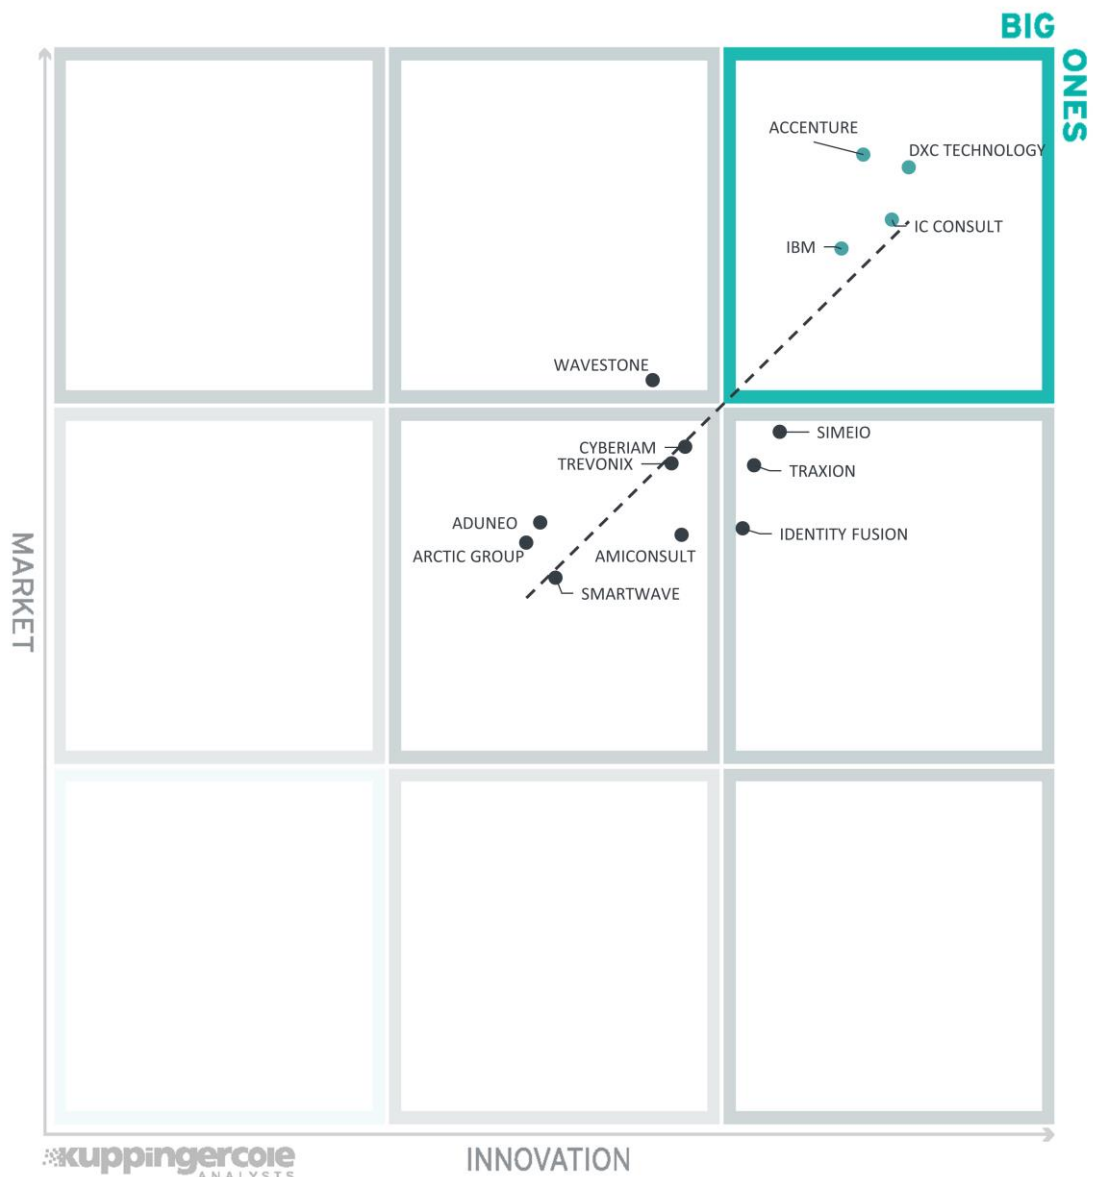 BIG
ONES
ACCENTURE
DXC TECHNOLOGY
IC CONSULT
IBM
WAVESTONE
SIMEIO
CYBERIAM
TREVONIX
TRAXION
ADUNEO
IDENTITY FUSION
ARCTIC GROUP
AMICONSULT
SMARTWAVE
MARKET
INNOVATION
kuppingercole
ANALYSTS